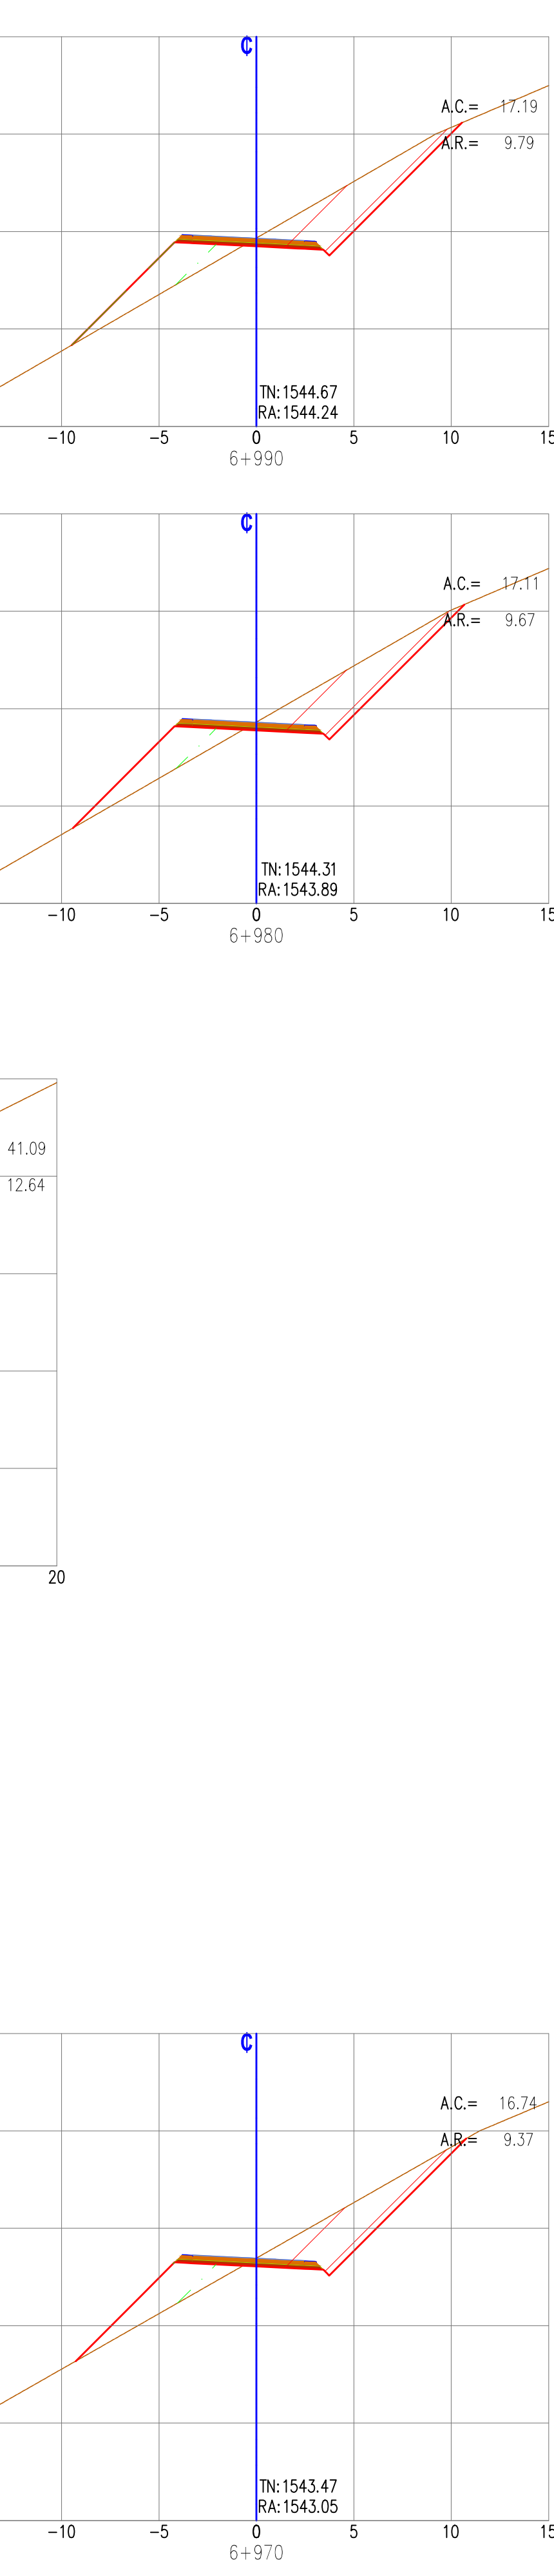 ℄
A.C.= 17.19
A.R.= 9.79
TN:1544.67
RA:1544.24
-10 -5 0 5 10 15
6+990
℄
A.C.= 17.11
A.R.= 9.67
TN:1544.31
RA:1543.89
-10 -5 0 5 10 15
6+980
41.09
12.64
20
℄
A.C.= 16.74
A.R.= 9.37
TN:1543.47
RA:1543.05
-10 -5 0 5 10 15
6+970